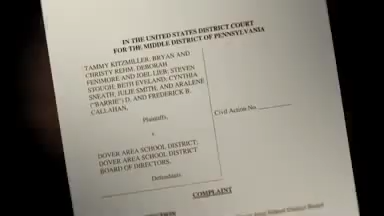 IN THE UNITED STATES DISTRICT COURT
FOR THE MIDDLE DISTRICT OF PENNSYLVANIA
TAMMY KITZMILLER; BRYAN AND
CHRISTY REHM; DEBORAH
FENIMORE AND JOEL LIEB; STEVEN
STOUGH; BETH EVELAND; CYNTHIA
SNEATH; JULIE SMITH; AND ARALENE
("BARRIE") D. AND FREDERICK B.
CALLAHAN,
Plaintiffs,
v.
DOVER AREA SCHOOL DISTRICT;
DOVER AREA SCHOOL DISTRICT
BOARD OF DIRECTORS,
Defendants.
Civil Action No. __________
COMPLAINT